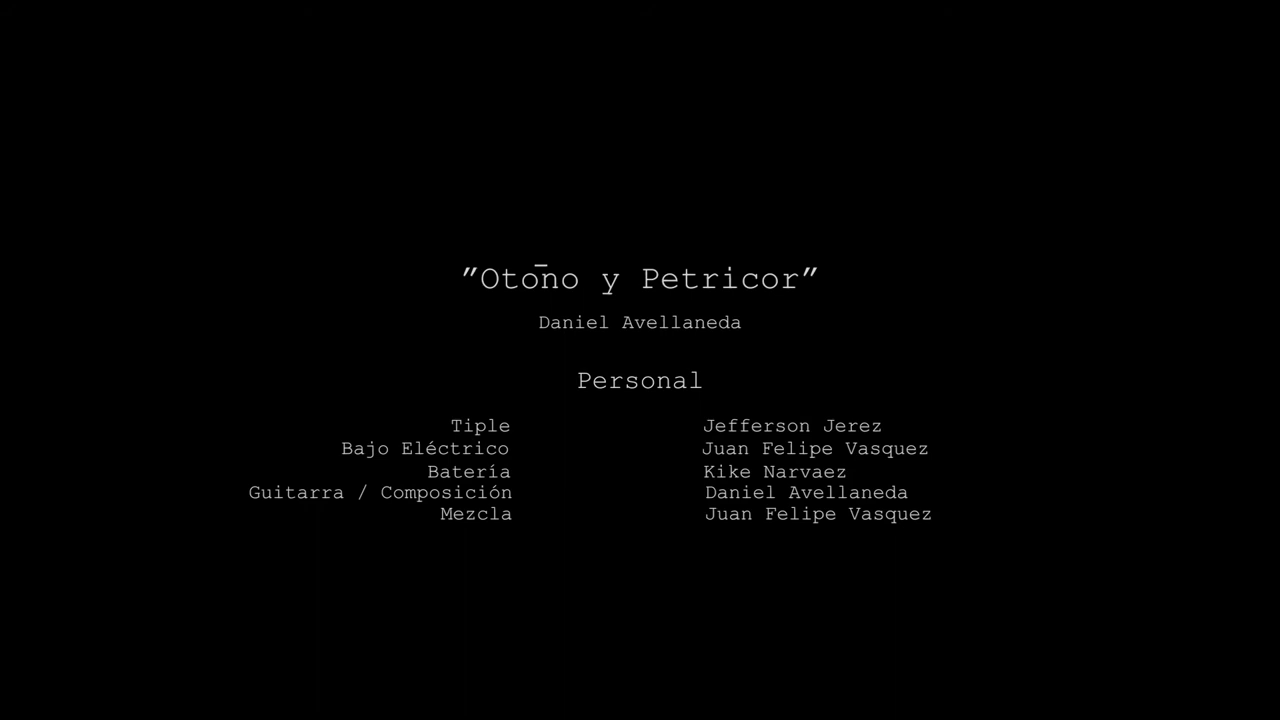 ”Otoño y Petricor”
Daniel Avellaneda
Personal
Tiple Jefferson Jerez
Bajo Eléctrico Juan Felipe Vasquez
Batería Kike Narvaez
Guitarra / Composición Daniel Avellaneda
Mezcla Juan Felipe Vasquez